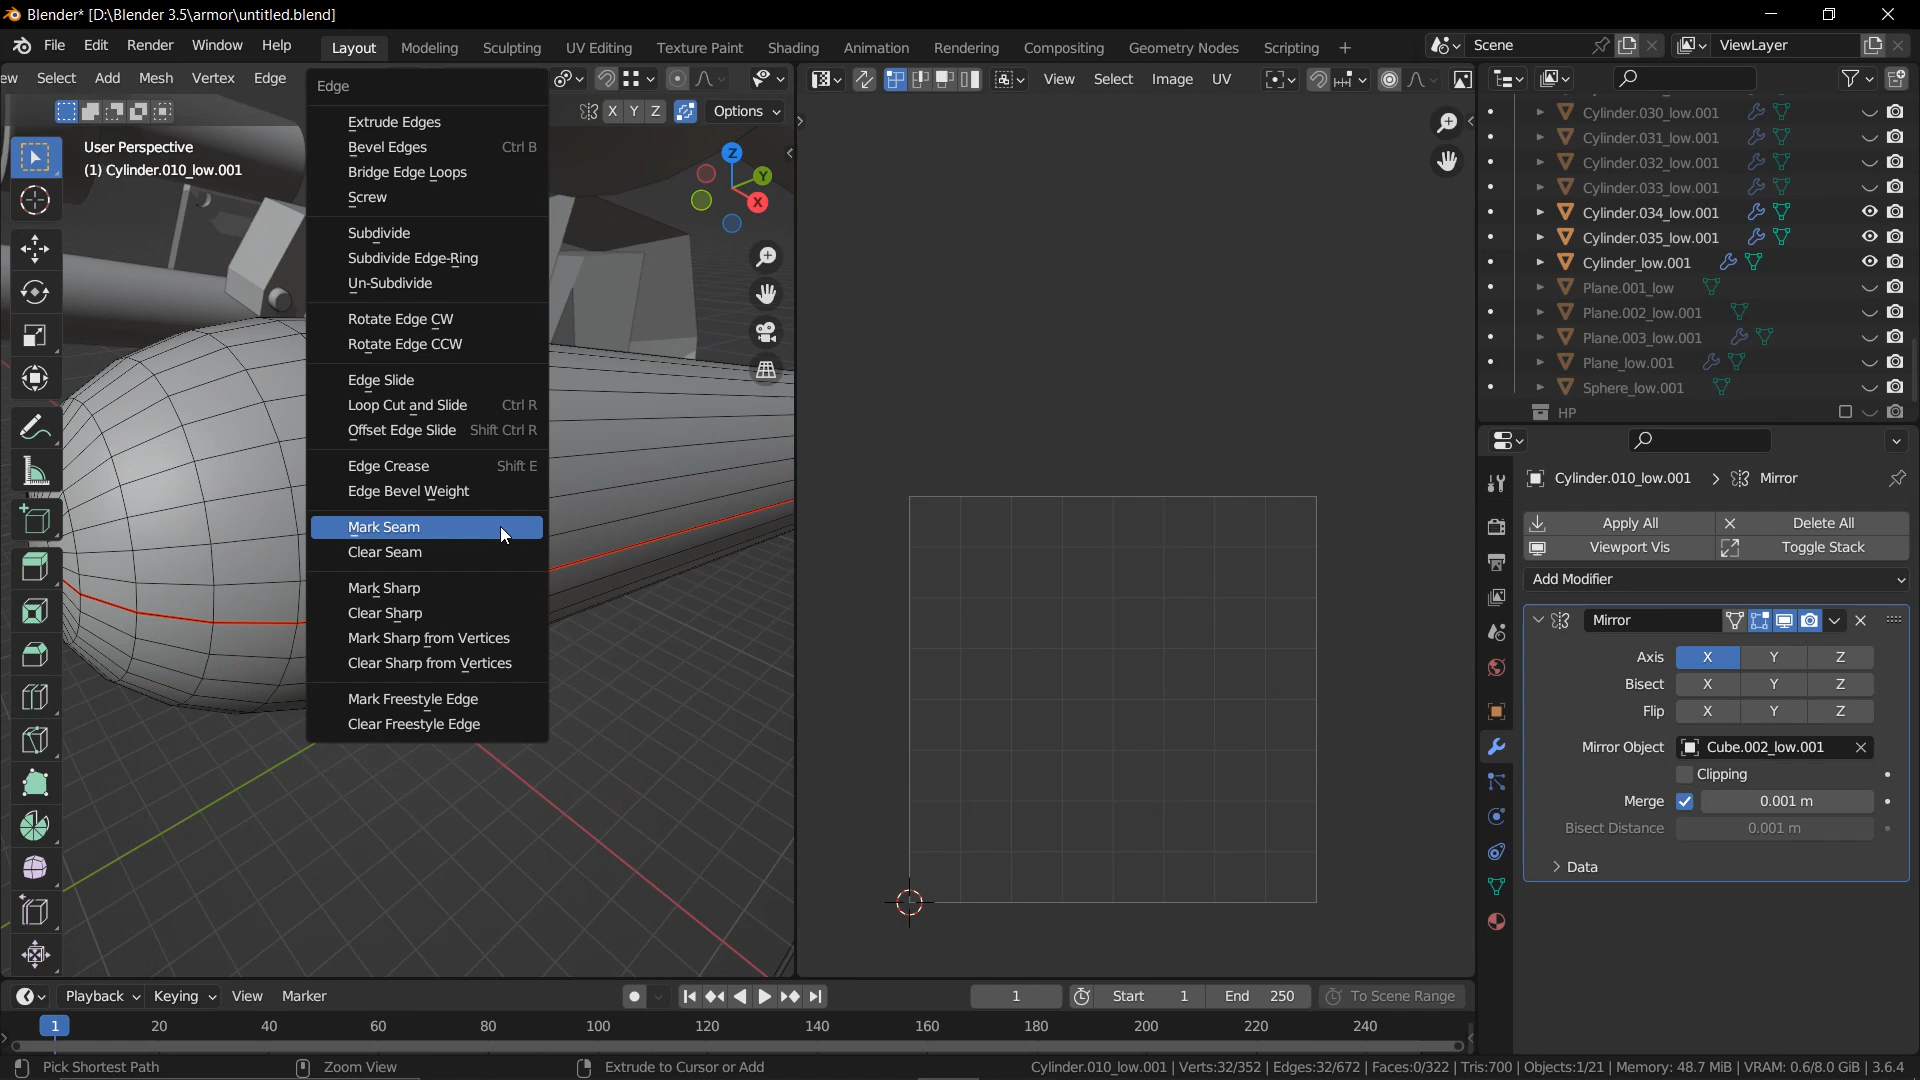 Blender* [D:\Blender 3.5\armor\untitled.blend]
File Edit Render Window Help
Layout Modeling Sculpting UV Editing Texture Paint Shading Animation Rendering Compositing Geometry Nodes Scripting +
Scene
ViewLayer
ew Select Add Mesh Vertex Edge
View Select Image UV
X Y Z Options
User Perspective
(1) Cylinder.010_low.001
Z
Y
X
Edge
Extrude Edges
Bevel Edges Ctrl B
Bridge Edge Loops
Screw
Subdivide
Subdivide Edge-Ring
Un-Subdivide
Rotate Edge CW
Rotate Edge CCW
Edge Slide
Loop Cut and Slide Ctrl R
Offset Edge Slide Shift Ctrl R
Edge Crease Shift E
Edge Bevel Weight
Mark Seam
Clear Seam
Mark Sharp
Clear Sharp
Mark Sharp from Vertices
Clear Sharp from Vertices
Mark Freestyle Edge
Clear Freestyle Edge
Cylinder.030_low.001
Cylinder.031_low.001
Cylinder.032_low.001
Cylinder.033_low.001
Cylinder.034_low.001
Cylinder.035_low.001
Cylinder_low.001
Plane.001_low
Plane.002_low.001
Plane.003_low.001
Plane_low.001
Sphere_low.001
HP
Cylinder.010_low.001 Mirror
Apply All Delete All
Viewport Vis Toggle Stack
Add Modifier
Mirror
Axis X Y Z
Bisect X Y Z
Flip X Y Z
Mirror Object Cube.002_low.001
Clipping
Merge 0.001 m
Bisect Distance 0.001 m
Data
Playback Keying View Marker
1 Start 1 End 250 To Scene Range
1 20 40 60 80 100 120 140 160 180 200 220 240
Pick Shortest Path Zoom View Extrude to Cursor or Add Cylinder.010_low.001 | Verts:32/352 | Edges:32/672 | Faces:0/322 | Tris:700 | Objects:1/21 | Memory: 48.7 MiB | VRAM: 0.6/8.0 GiB | 3.6.4